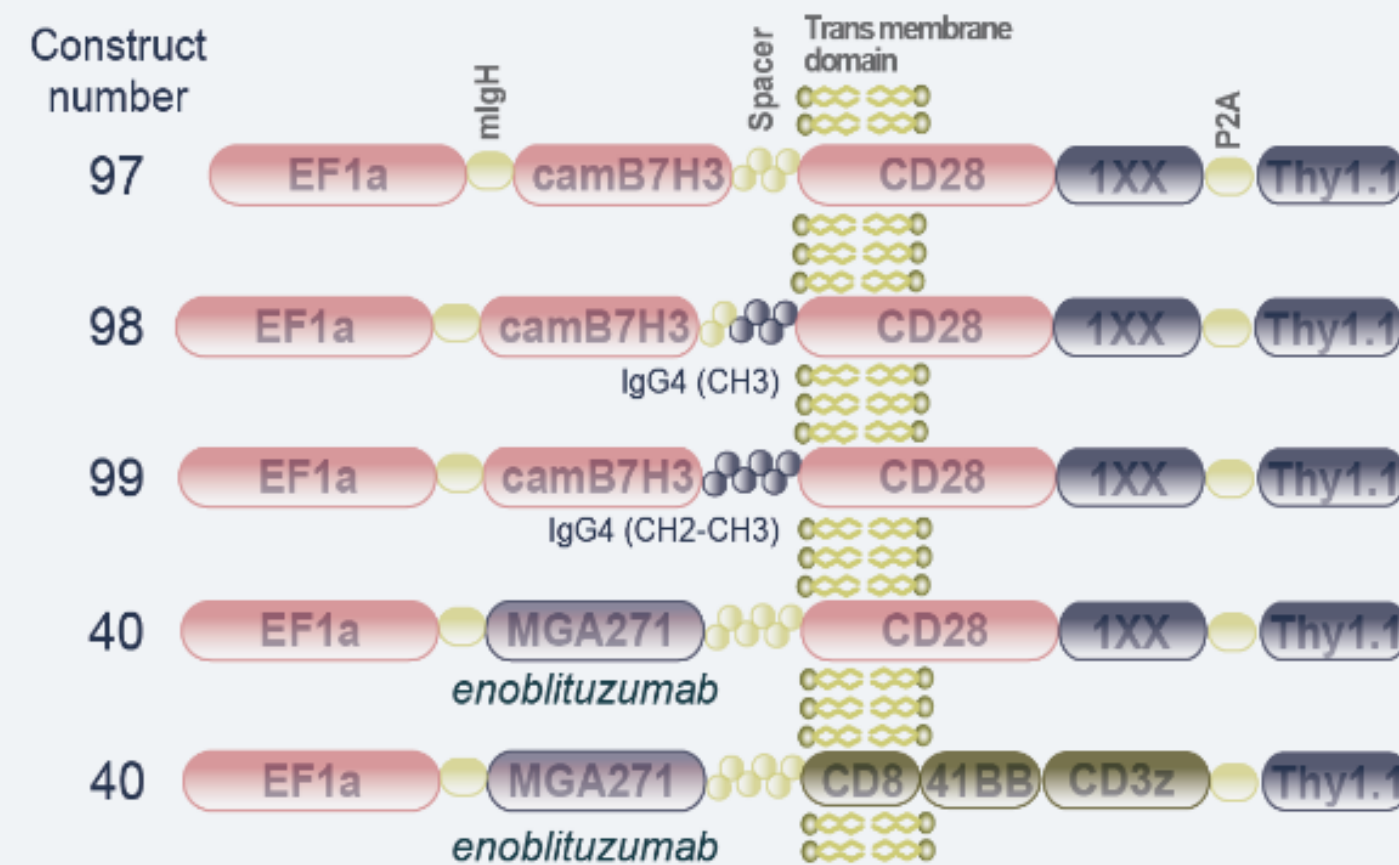 Construct
number
mIgH
Spacer
Trans membrane
domain
P2A
97 EF1a camB7H3 CD28 1XX Thy1.1
98 EF1a camB7H3 CD28 1XX Thy1.1
IgG4 (CH3)
99 EF1a camB7H3 CD28 1XX Thy1.1
IgG4 (CH2-CH3)
40 EF1a MGA271 CD28 1XX Thy1.1
enoblituzumab
40 EF1a MGA271 CD8 41BB CD3z Thy1.1
enoblituzumab